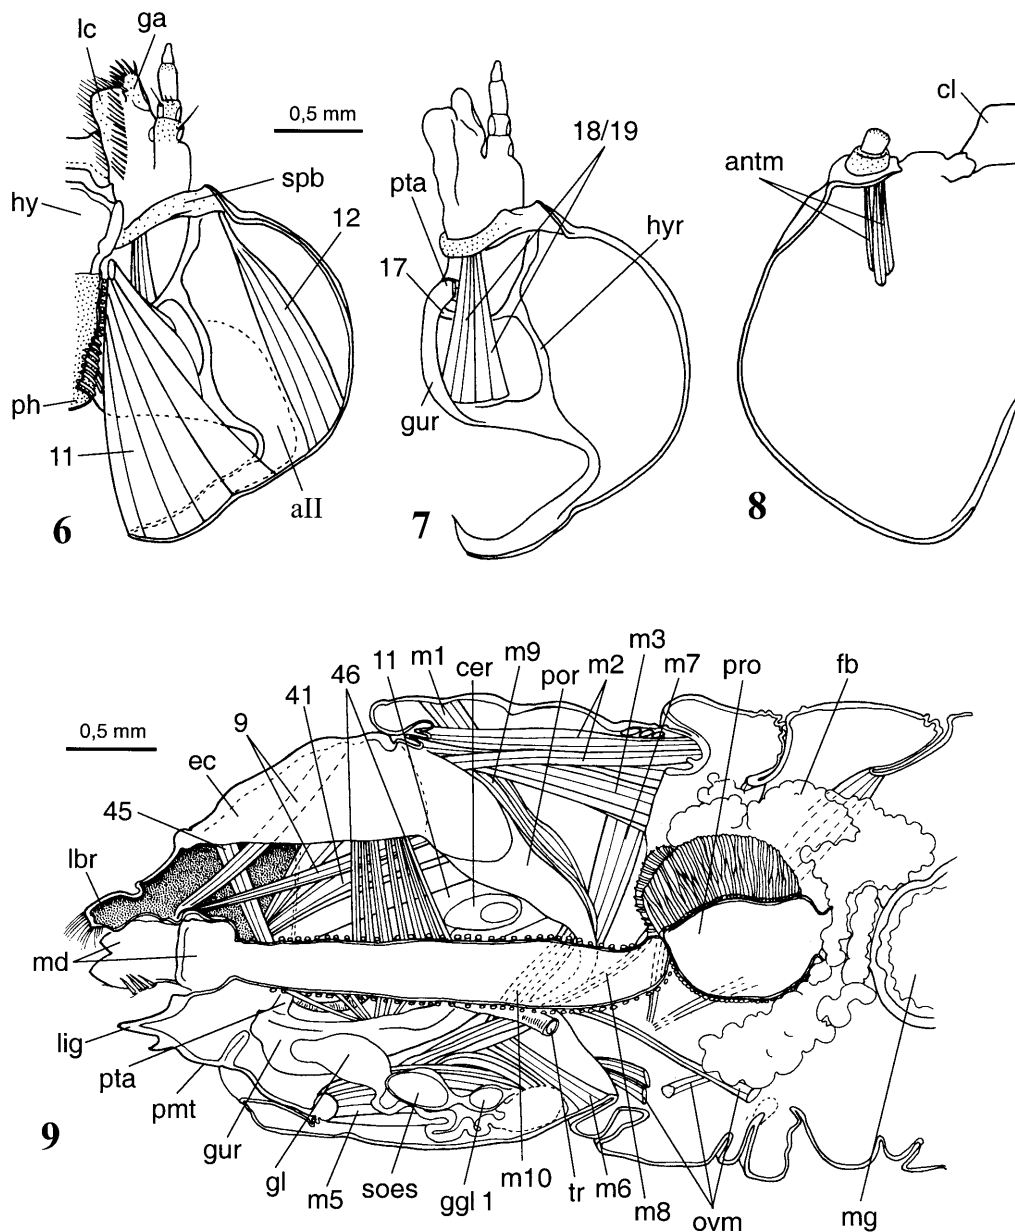 lc
ga
0,5 mm
spb
hy
12
ph
11
aII
6
18/19
pta
hyr
17
gur
7
cl
antm
8
0,5 mm
9
41
46
11
m1
cer
m9
por
m3
m2
m7
pro
fb
ec
45
lbr
md
lig
pta
pmt
gur
gl
m5
soes
ggl 1
m10
tr
m6
m8
ovm
mg
9